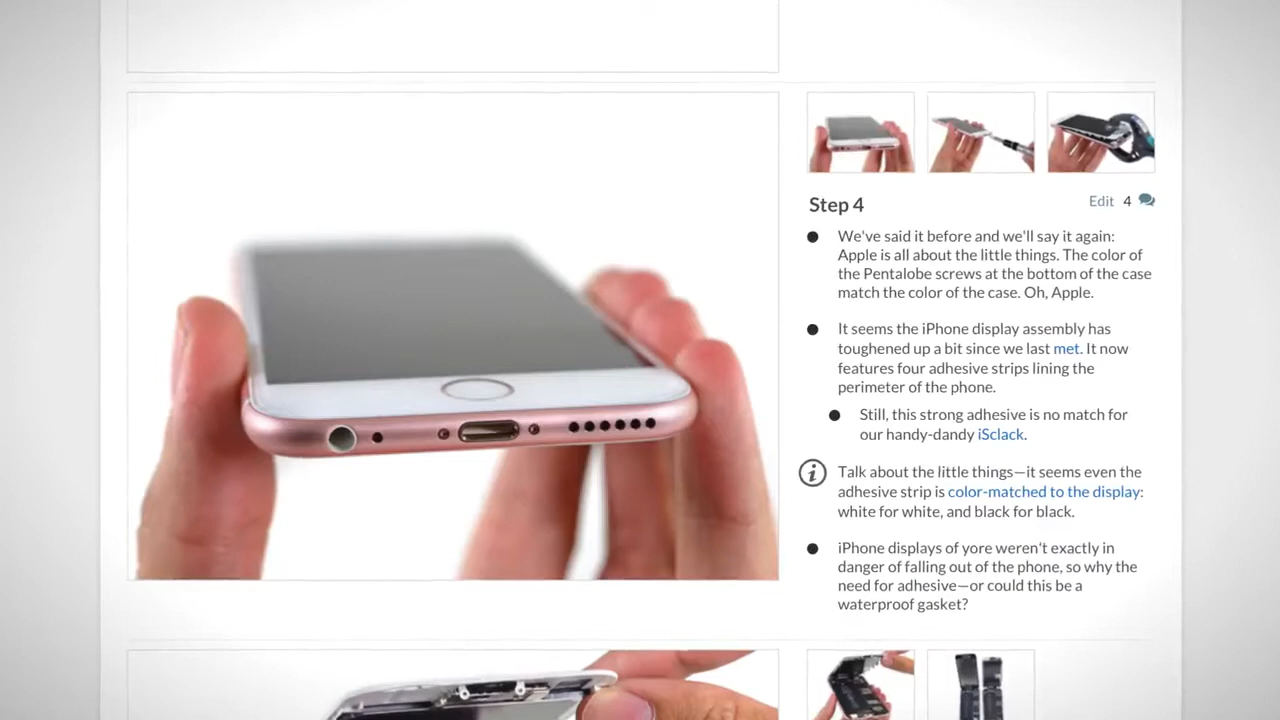 Step 4
Edit 4
We've said it before and we'll say it again:
Apple is all about the little things. The color of
the Pentalobe screws at the bottom of the case
match the color of the case. Oh, Apple.
It seems the iPhone display assembly has
toughened up a bit since we last met. It now
features four adhesive strips lining the
perimeter of the phone.
Still, this strong adhesive is no match for
our handy-dandy iSclack.
Talk about the little things—it seems even the
adhesive strip is color-matched to the display:
white for white, and black for black.
iPhone displays of yore weren't exactly in
danger of falling out of the phone, so why the
need for adhesive—or could this be a
waterproof gasket?